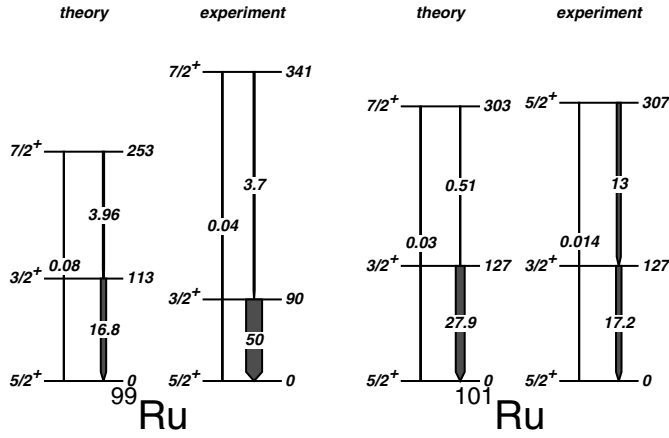 theory experiment theory experiment
7/2+ 341
7/2+ 303 5/2+ 307
7/2+ 253
3.7 0.51 13
3.96
0.04 0.03 0.014
0.08
3/2+ 113 3/2+ 127 3/2+ 127
3/2+ 90
16.8 27.9 17.2
50
5/2+ 0 5/2+ 0 5/2+ 0 5/2+ 0
99Ru 101Ru